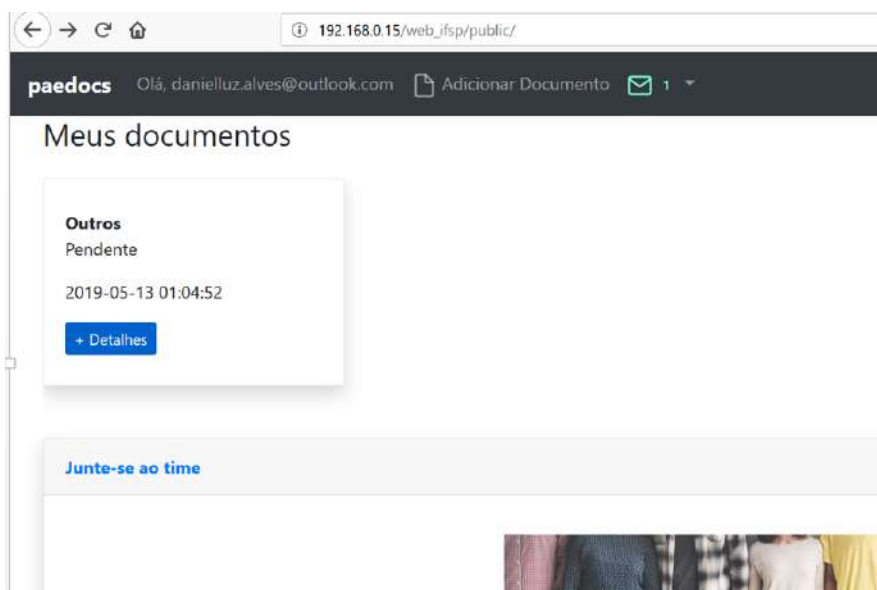 192.168.0.15/web_ifsp/public/
paedocs Olá, danielluz.alves@outlook.com Adicionar Documento 1
Meus documentos
Outros
Pendente
2019-05-13 01:04:52
+ Detalhes
Junte-se ao time